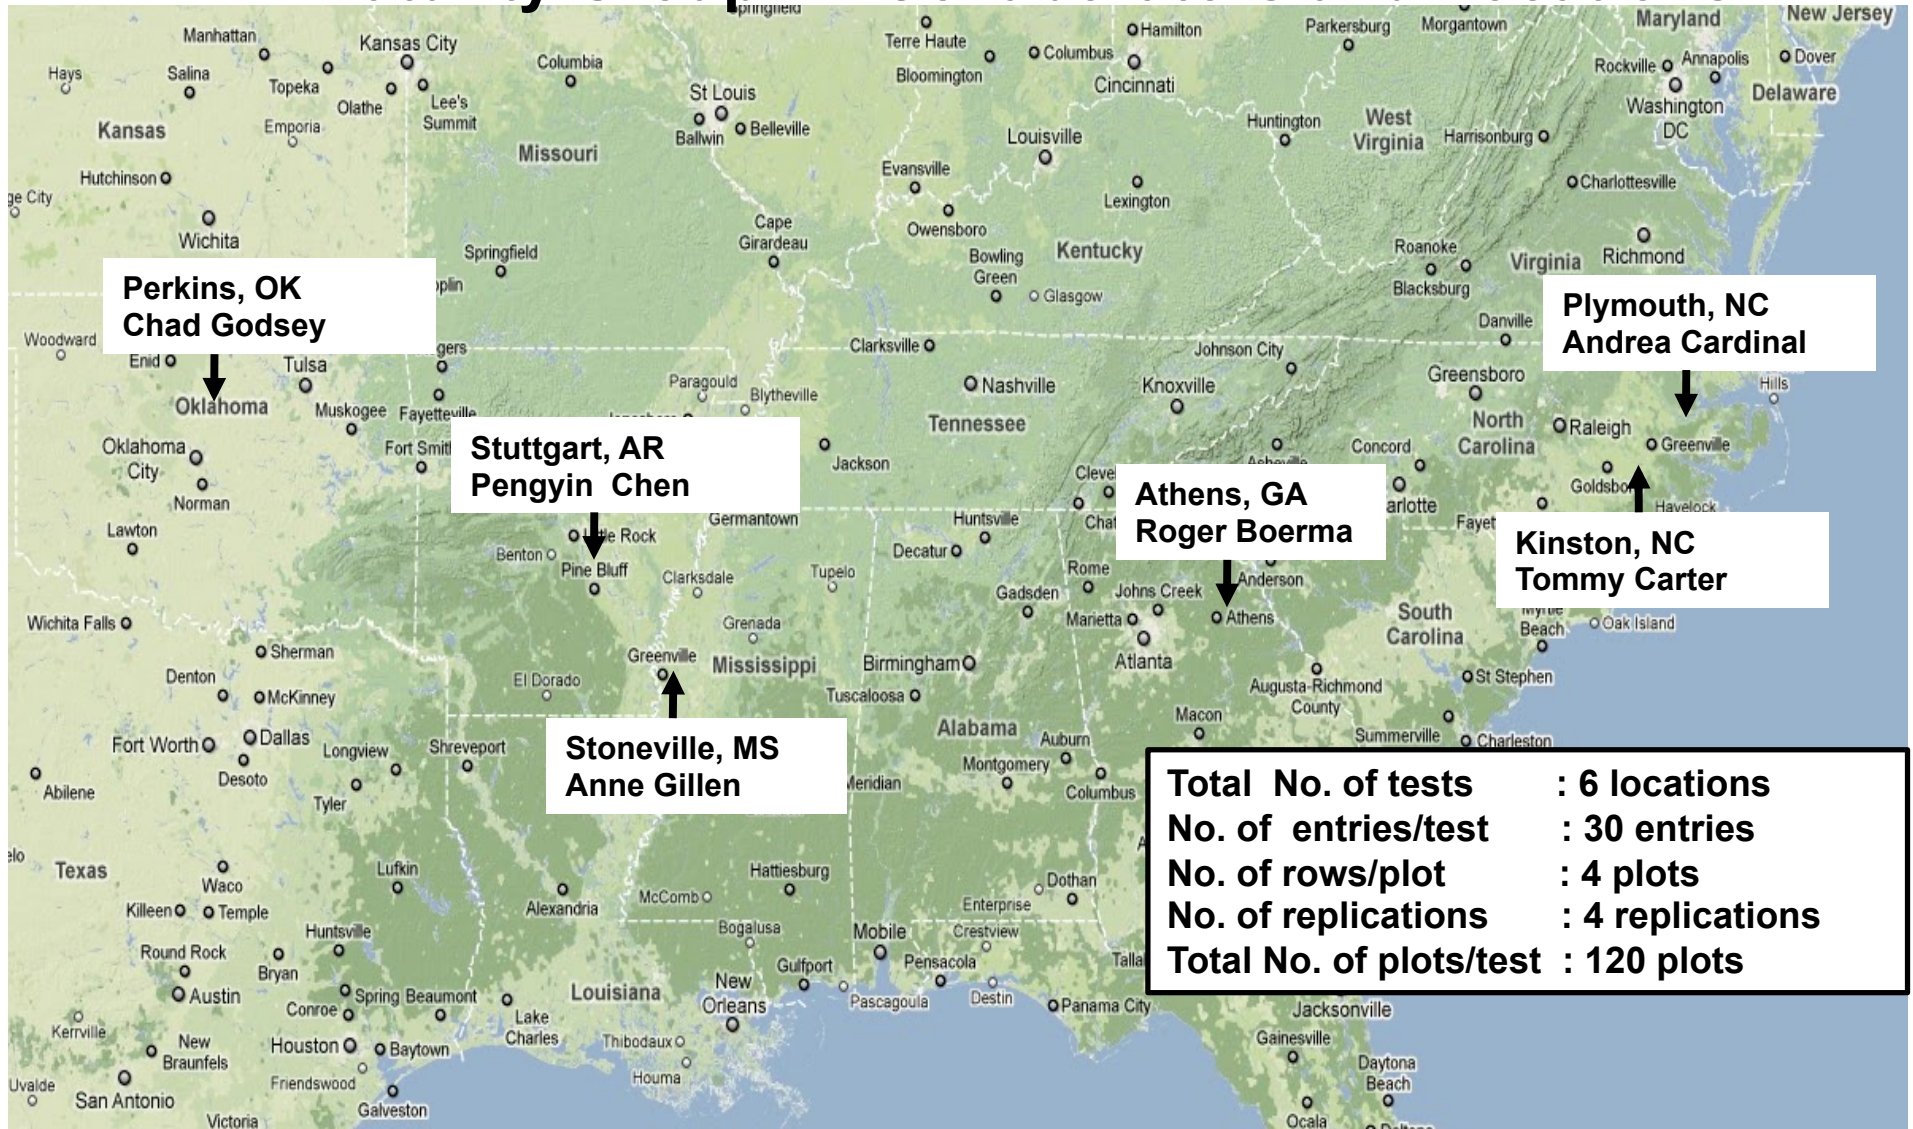 Manhattan
Kansas City
Hays
Salina
Topeka
Olathe
Lee's
Summit
Columbia
St Louis
Ballwin
Belleville
Terre Haute
Bloomington
Columbus
Hamilton
Cincinnati
Parkersburg
Morgantown
Maryland
New Jersey
Rockville
Annapolis
Dover
Washington
DC
Delaware
Kansas
Emporia
Missouri
Louisville
Huntington
West
Virginia
Harrisonburg
Hutchinson
Evansville
Lexington
Charlottesville
ge City
Wichita
Springfield
Cape
Girardeau
Owensboro
Bowling
Green
Kentucky
Glasgow
Roanoke
Blacksburg
Virginia
Richmond
Perkins, OK
Chad Godsey
Plymouth, NC
Andrea Cardinal
Woodward
Enid
Tulsa
Oklahoma
Muskogee
Fayetteville
Paragould
Blytheville
Clarksville
Nashville
Tennessee
Johnson City
Knoxville
Danville
Greensboro
North
Carolina
Raleigh
Greenville
Hills
Oklahoma
City
Norman
Lawton
Fort Smit
Stuttgart, AR
Pengyin Chen
Jackson
Concord
Asheville
Athens, GA
Roger Boerma
arlotte
Goldsbor
Havelock
Fayet
Kinston, NC
Tommy Carter
Germantown
Huntsville
Decatur
Benton
Pine Bluff
Clarksdale
Tupelo
Rome
Johns Creek
Anderson
Gadsden
Marietta
Athens
Atlanta
South
Carolina
Myrtle
Beach
Oak Island
Wichita Falls
Sherman
Denton
McKinney
Grenada
Greenville
Mississippi
Birmingham
Tuscaloosa
El Dorado
Augusta-Richmond
County
St Stephen
Fort Worth
Dallas
Desoto
Longview
Shreveport
Stoneville, MS
Anne Gillen
Alabama
Auburn
Montgomery
Columbus
Macon
Summerville
Charleston
Abilene
Tyler
Meridian
Total No. of tests : 6 locations
No. of entries/test : 30 entries
No. of rows/plot : 4 plots
No. of replications : 4 replications
Total No. of plots/test : 120 plots
elo
Texas
Waco
Killeen
Temple
Lufkin
Alexandria
McComb
Hattiesburg
Dothan
Enterprise
Round Rock
Huntsville
Bryan
Austin
Conroe
Spring
Beaumont
Louisiana
Lake
Charles
Bogalusa
Mobile
Crestview
Gulfport
Pensacola
Talla
New
Orleans
Pascagoula
Destin
Panama City
Jacksonville
Kerrville
New
Braunfels
Houston
Baytown
Friendswood
Thibodaux
Houma
Gainesville
Daytona
Beach
Uvalde
San Antonio
Victoria
Galveston
Ocala